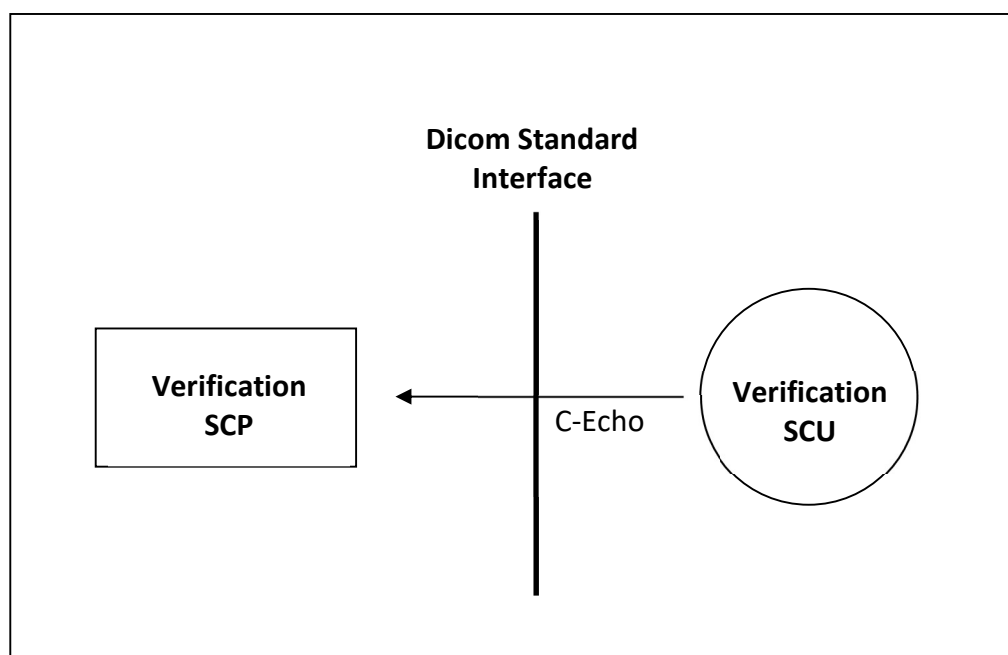 Dicom Standard
Interface
Verification
SCP
C-Echo
Verification
SCU